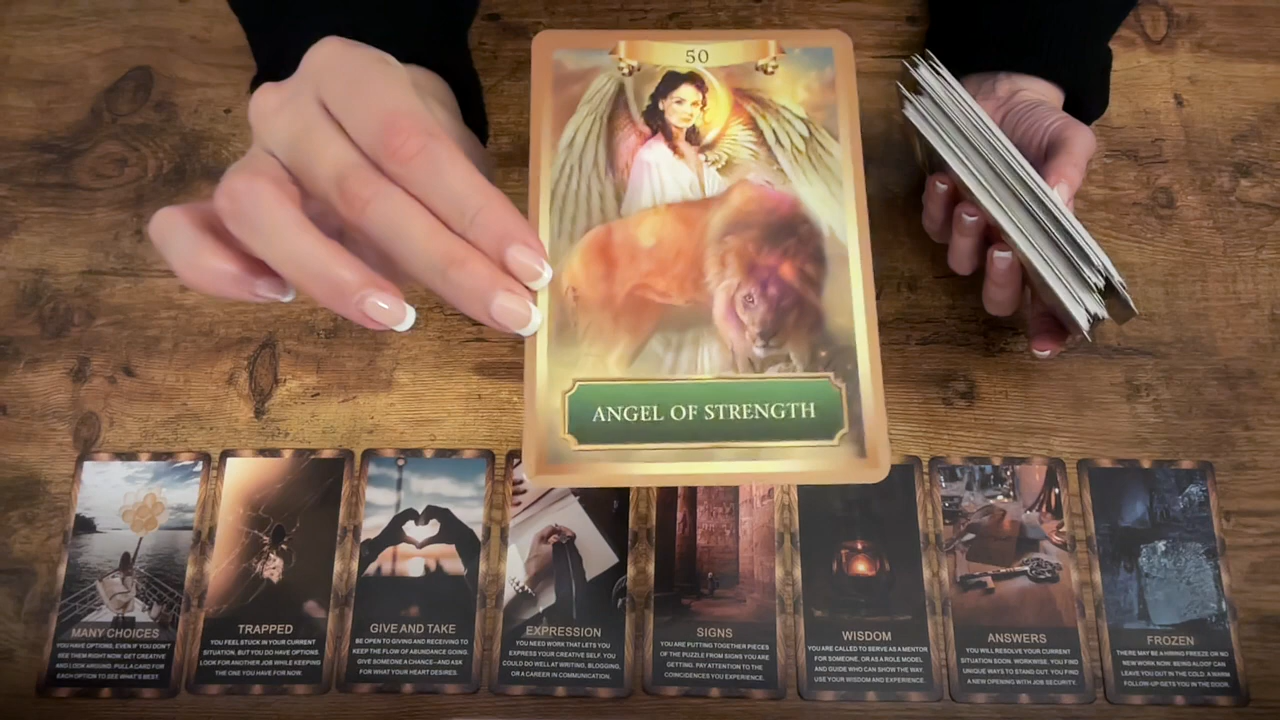 50
ANGEL OF STRENGTH
MANY CHOICES
YOU HAVE OPTIONS, EVEN IF YOU DON'T
SEE THEM RIGHT NOW. GET CREATIVE
AND LOOK AROUND. PULL A CARD FOR
EACH OPTION TO SEE WHAT'S BEST.
TRAPPED
YOU FEEL STUCK IN YOUR CURRENT
SITUATION, BUT YOU DO HAVE OPTIONS.
LOOK FOR ANOTHER JOB WHILE KEEPING
THE ONE YOU HAVE FOR NOW.
GIVE AND TAKE
BE OPEN TO GIVING AND RECEIVING TO
KEEP THE FLOW OF ABUNDANCE GOING.
GIVE SOMEONE A CHANCE–AND ASK
FOR WHAT YOUR HEART DESIRES.
EXPRESSION
YOU NEED WORK THAT LETS YOU
EXPRESS YOUR CREATIVE SELF. YOU
COULD DO WELL AT WRITING, BLOGGING,
OR A CAREER IN COMMUNICATION.
SIGNS
YOU ARE PUTTING TOGETHER PIECES
OF THE PUZZLE FROM SIGNS YOU ARE
GETTING. PAY ATTENTION TO THE
COINCIDENCES YOU EXPERIENCE.
WISDOM
YOU ARE CALLED TO SERVE AS A MENTOR
FOR SOMEONE, OR AS A ROLE MODEL
AND GUIDE WHO CAN SHOW THE WAY.
USE YOUR WISDOM AND EXPERIENCE.
ANSWERS
YOU WILL RESOLVE YOUR CURRENT
SITUATION SOON. WORKWISE, YOU FIND
UNIQUE WAYS TO STAND OUT. YOU FIND
A NEW OPENING WITH JOB SECURITY.
FROZEN
THERE MAY BE A HIRING FREEZE OR NO
NEW WORK NOW. BEING ALOOF CAN
LEAVE YOU OUT IN THE COLD. A WARM
FOLLOW-UP GETS YOU IN THE DOOR.